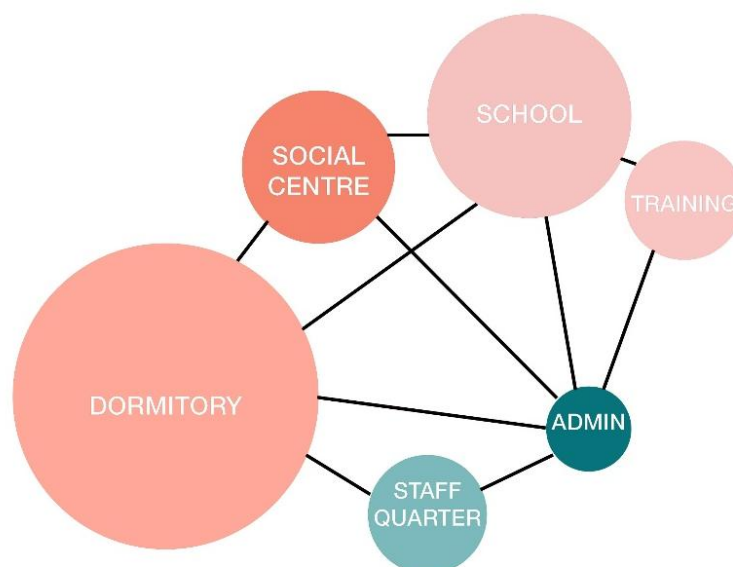 SCHOOL
SOCIAL
CENTRE
TRAINING
DORMITORY
ADMIN
STAFF
QUARTER